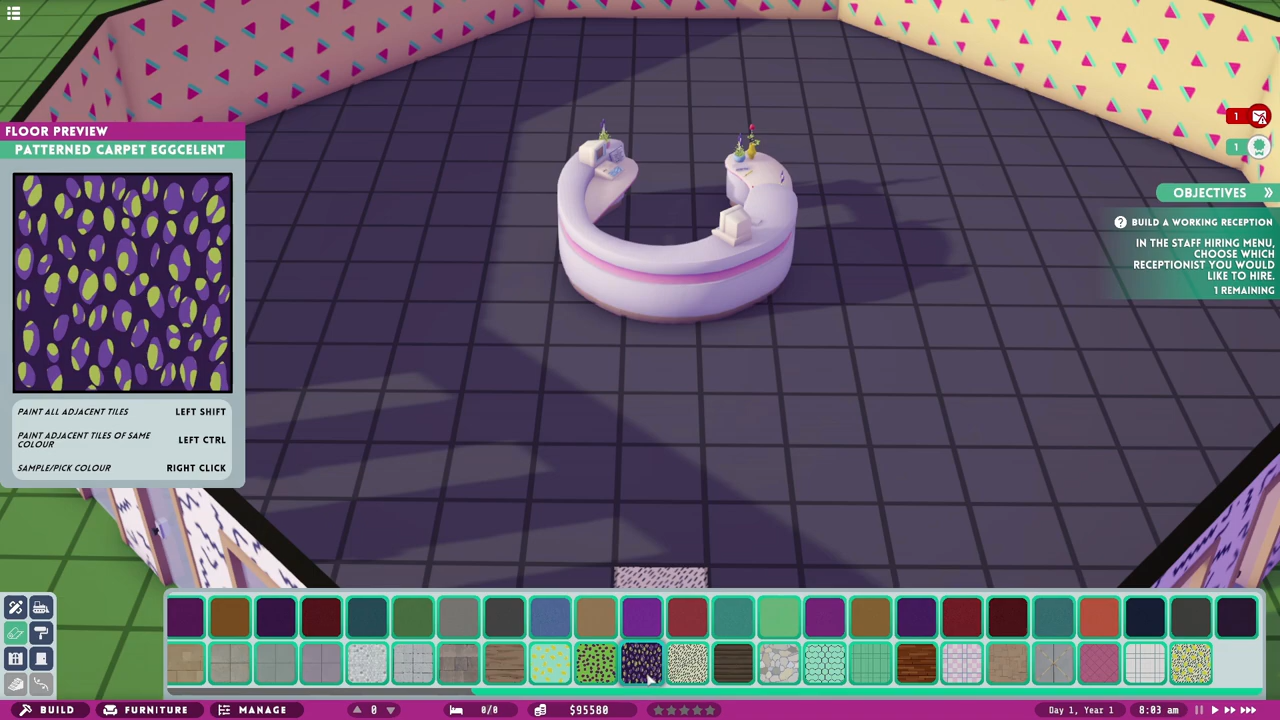 FLOOR PREVIEW
PATTERNED CARPET EGGCELENT
PAINT ALL ADJACENT TILES LEFT SHIFT
PAINT ADJACENT TILES OF SAME
COLOUR LEFT CTRL
SAMPLE/PICK COLOUR RIGHT CLICK
1
1
OBJECTIVES
? BUILD A WORKING RECEPTION
IN THE STAFF HIRING MENU,
CHOOSE WHICH
RECEPTIONIST YOU WOULD
LIKE TO HIRE.
1 REMAINING
BUILD FURNITURE MANAGE 0 0/0 $95580 Day 1, Year 1 8:03 am